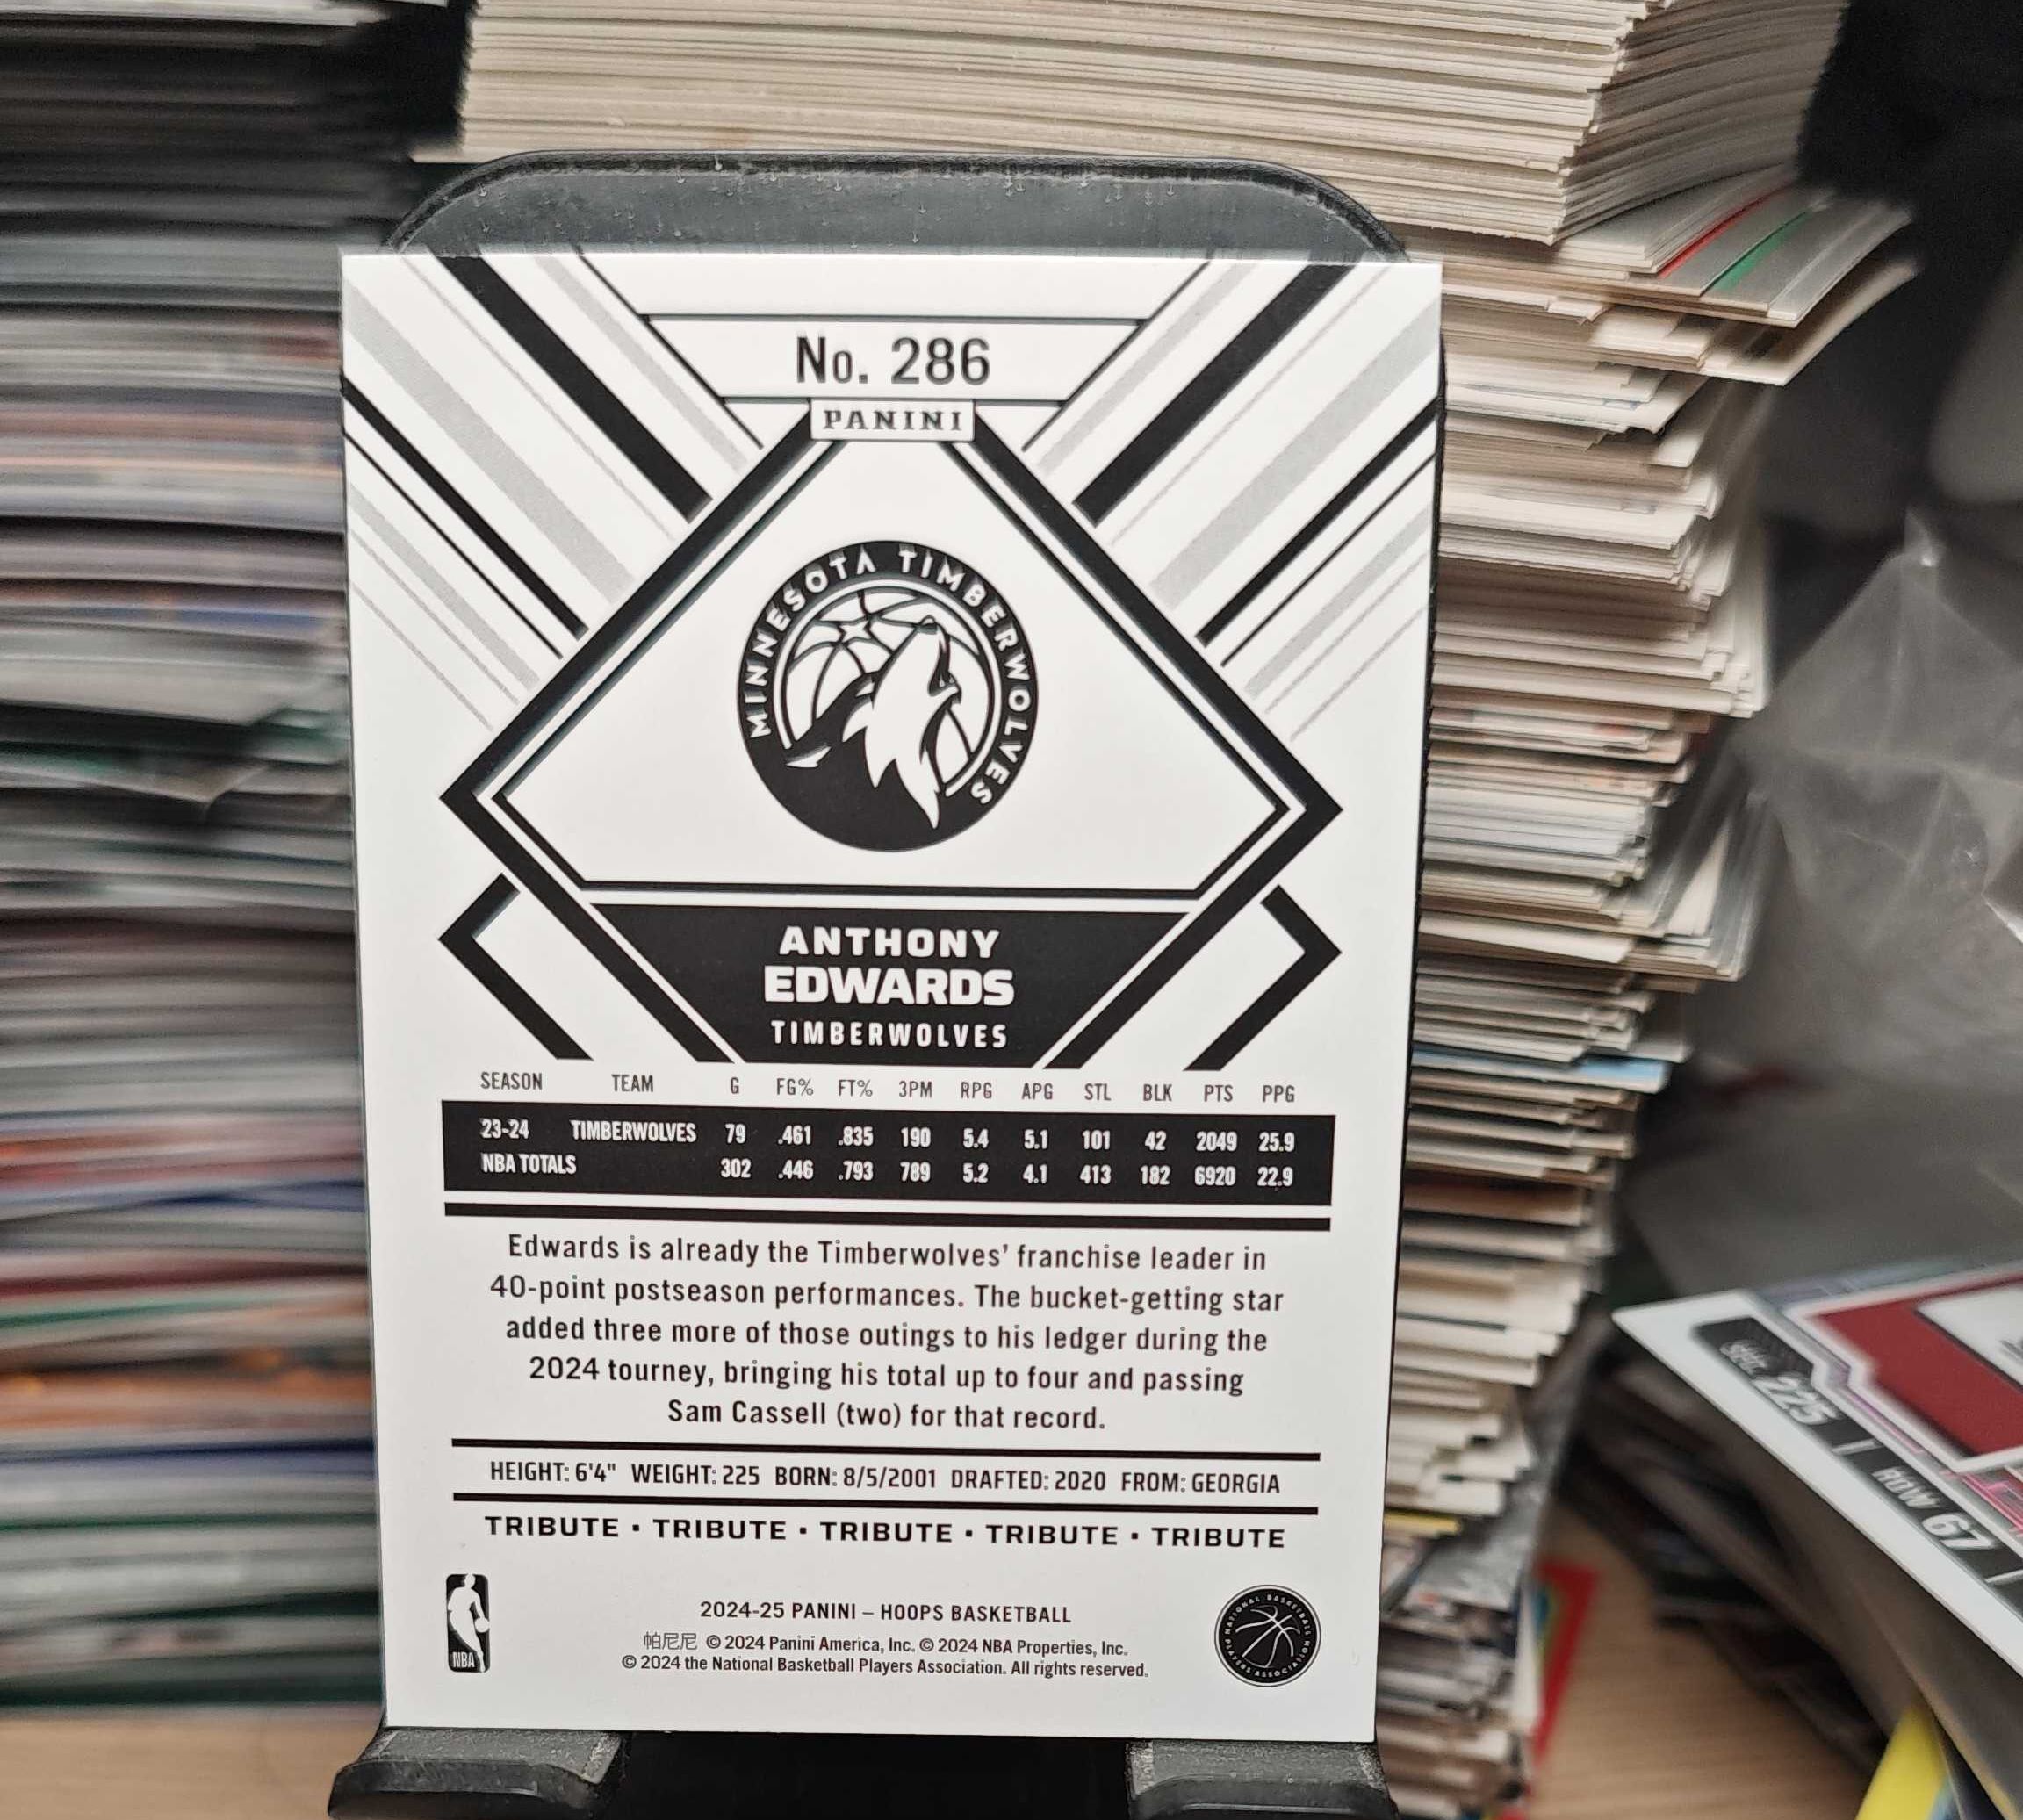 No. 286
PANINI
MINNESOTA TIMBERWOLVES
ANTHONY
EDWARDS
TIMBERWOLVES
SEASON TEAM G FG% FT% 3PM RPG APG STL BLK PTS PPG
23-24 TIMBERWOLVES 79 .461 .835 190 5.4 5.1 101 42 2049 25.9
NBA TOTALS 302 .446 .793 789 5.2 4.1 413 182 6920 22.9
Edwards is already the Timberwolves' franchise leader in
40-point postseason performances. The bucket-getting star
added three more of those outings to his ledger during the
2024 tourney, bringing his total up to four and passing
Sam Cassell (two) for that record.
HEIGHT: 6'4" WEIGHT: 225 BORN: 8/5/2001 DRAFTED: 2020 FROM: GEORGIA
TRIBUTE ▪ TRIBUTE ▪ TRIBUTE ▪ TRIBUTE ▪ TRIBUTE
NBA
2024-25 PANINI – HOOPS BASKETBALL
帕尼尼 © 2024 Panini America, Inc. © 2024 NBA Properties, Inc.
© 2024 the National Basketball Players Association. All rights reserved.
NATIONAL BASKETBALL PLAYERS ASSOCIATION
SEC. 225 | ROW 67